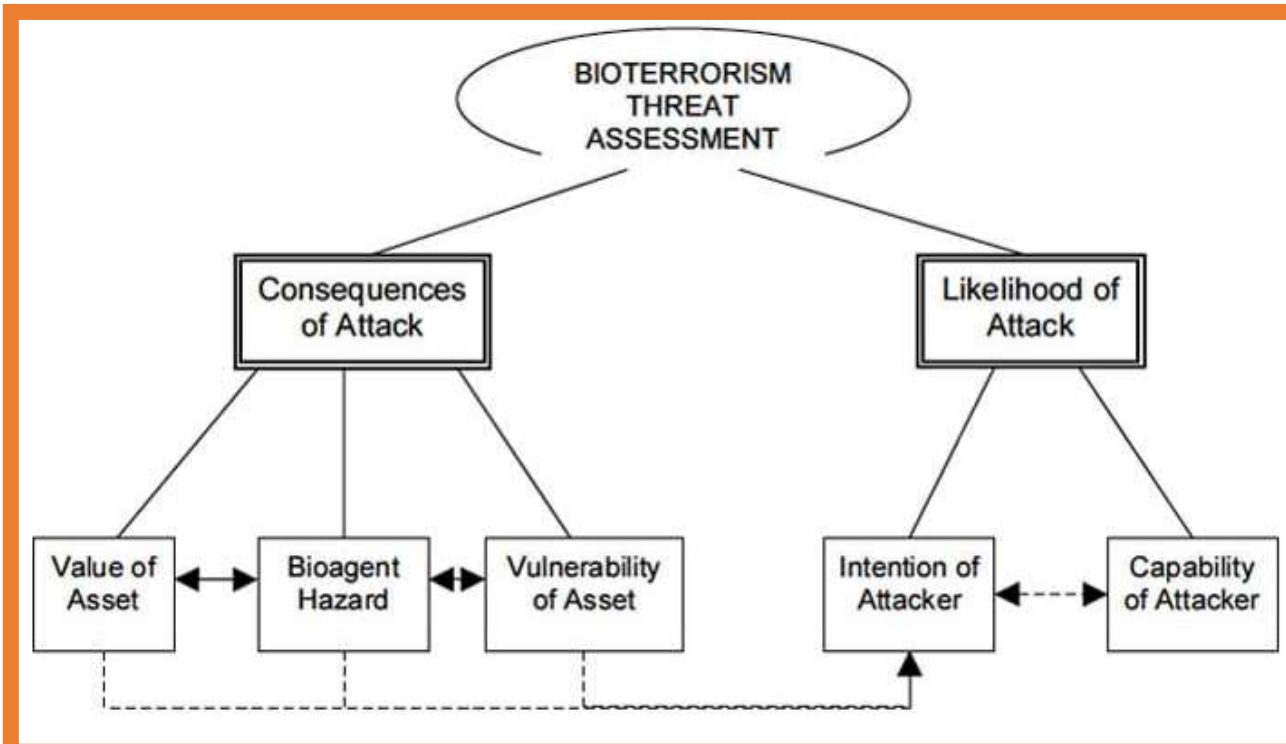 BIOTERRORISM
THREAT
ASSESSMENT
Consequences
of Attack
Likelihood of
Attack
Value of
Asset
Bioagent
Hazard
Vulnerability
of Asset
Intention of
Attacker
Capability
of Attacker